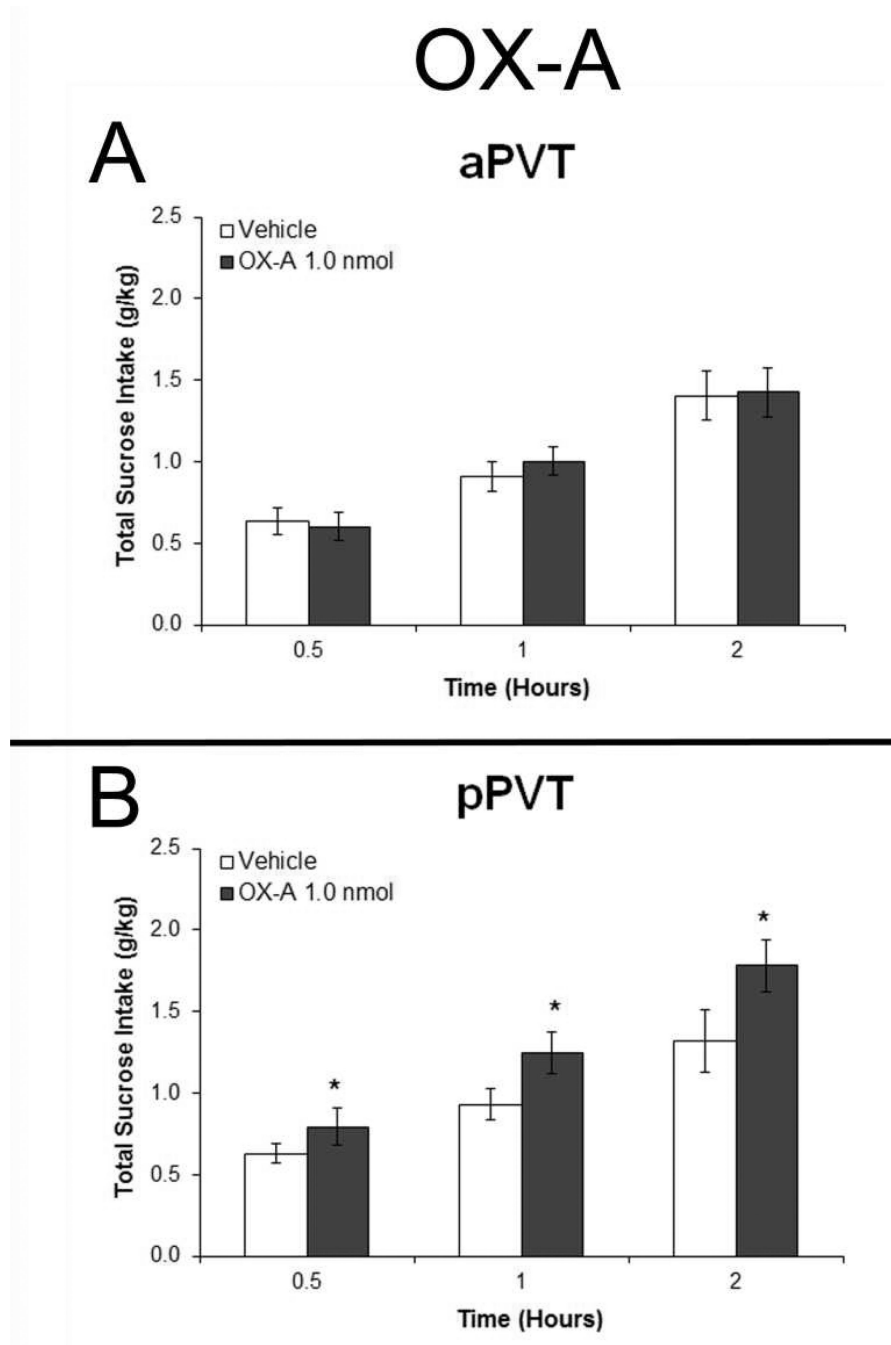 OX-A
A
aPVT
Vehicle
OX-A 1.0 nmol
Total Sucrose Intake (g/kg)
2.5
2.0
1.5
1.0
0.5
0.0
0.5 1 2
Time (Hours)
B
pPVT
Vehicle
OX-A 1.0 nmol
Total Sucrose Intake (g/kg)
2.5
2.0
1.5
1.0
0.5
0.0
*
*
*
0.5 1 2
Time (Hours)